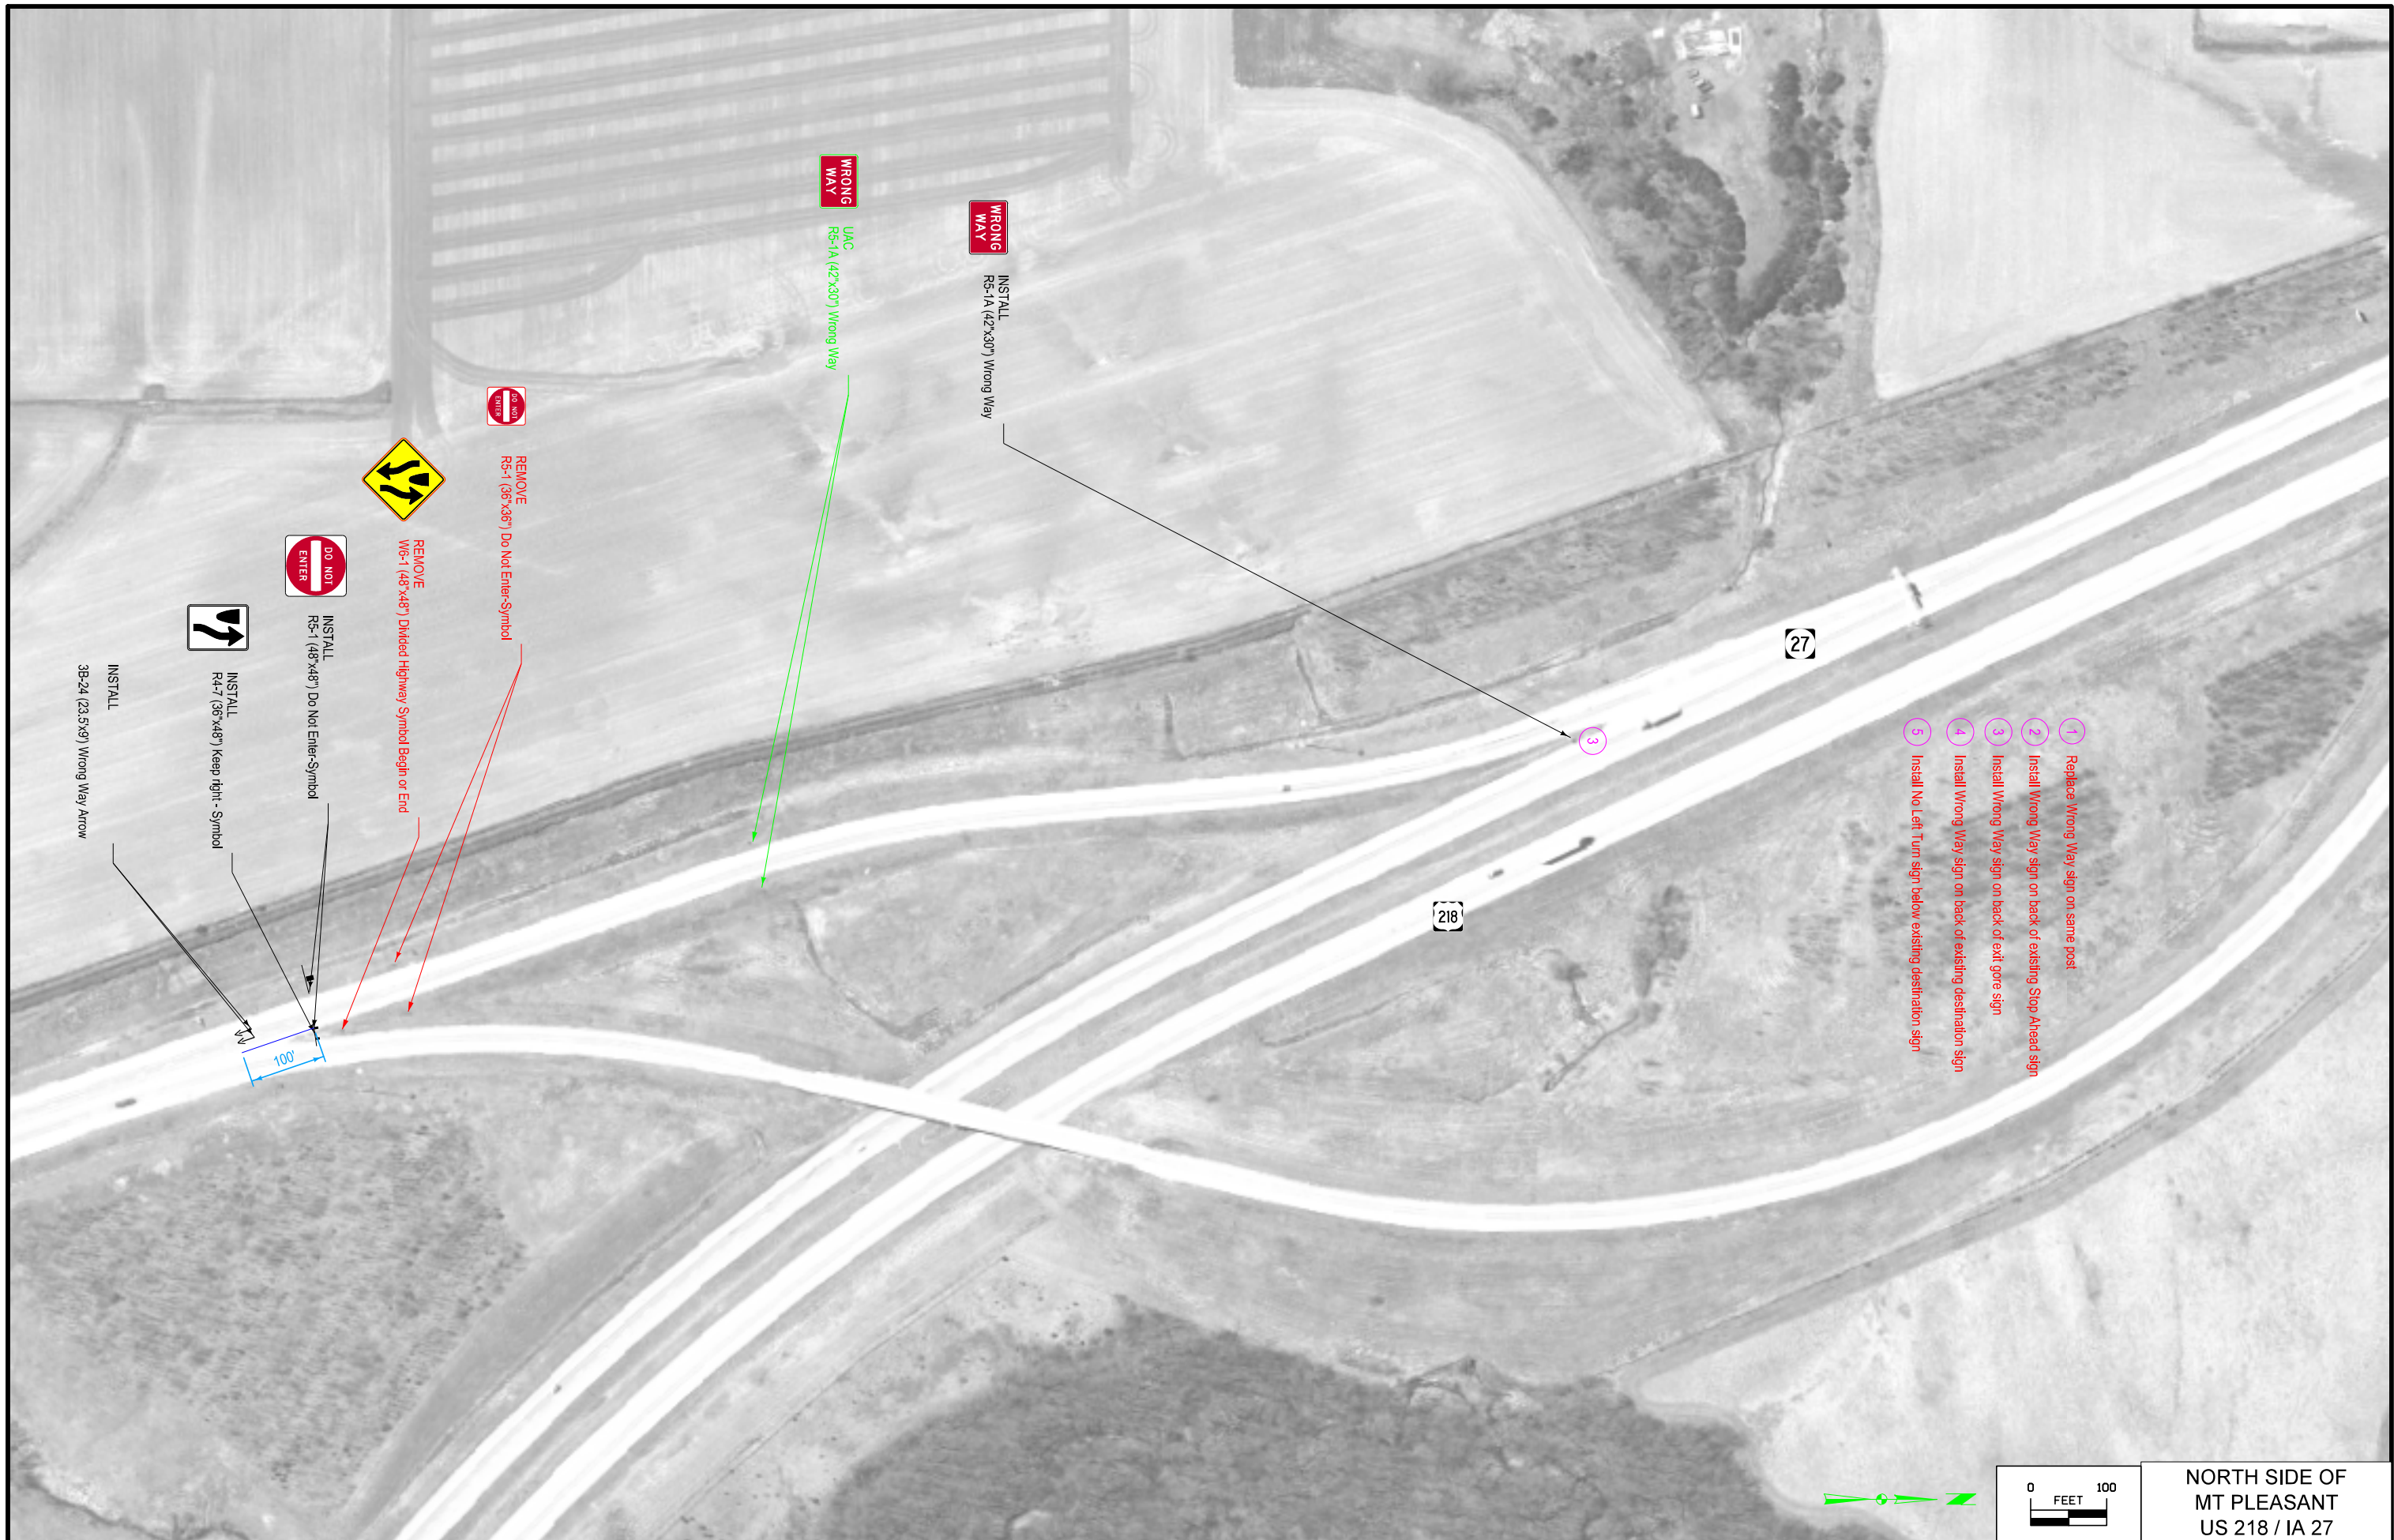 WRONG
WAY
UAC
R5-1A (42"x30") Wrong Way
WRONG
WAY
INSTALL
R5-1A (42"x30") Wrong Way
DO NOT
ENTER
REMOVE
R5-1 (36"x36") Do Not Enter-Symbol
REMOVE
W6-1 (48"x48") Divided Highway Symbol Begin or End
DO NOT
ENTER
INSTALL
R5-1 (48"x48") Do Not Enter-Symbol
INSTALL
R4-7 (36"x48") Keep right - Symbol
INSTALL
3B-24 (23.5'x9') Wrong Way Arrow
100'
3
27
218
1 Replace Wrong Way sign on same post
2 Install Wrong Way sign on back of existing Stop Ahead sign
3 Install Wrong Way sign on back of exit gore sign
4 Install Wrong Way sign on back of existing destination sign
5 Install No Left Turn sign below existing destination sign
N
0 100
FEET
NORTH SIDE OF
MT PLEASANT
US 218 / IA 27